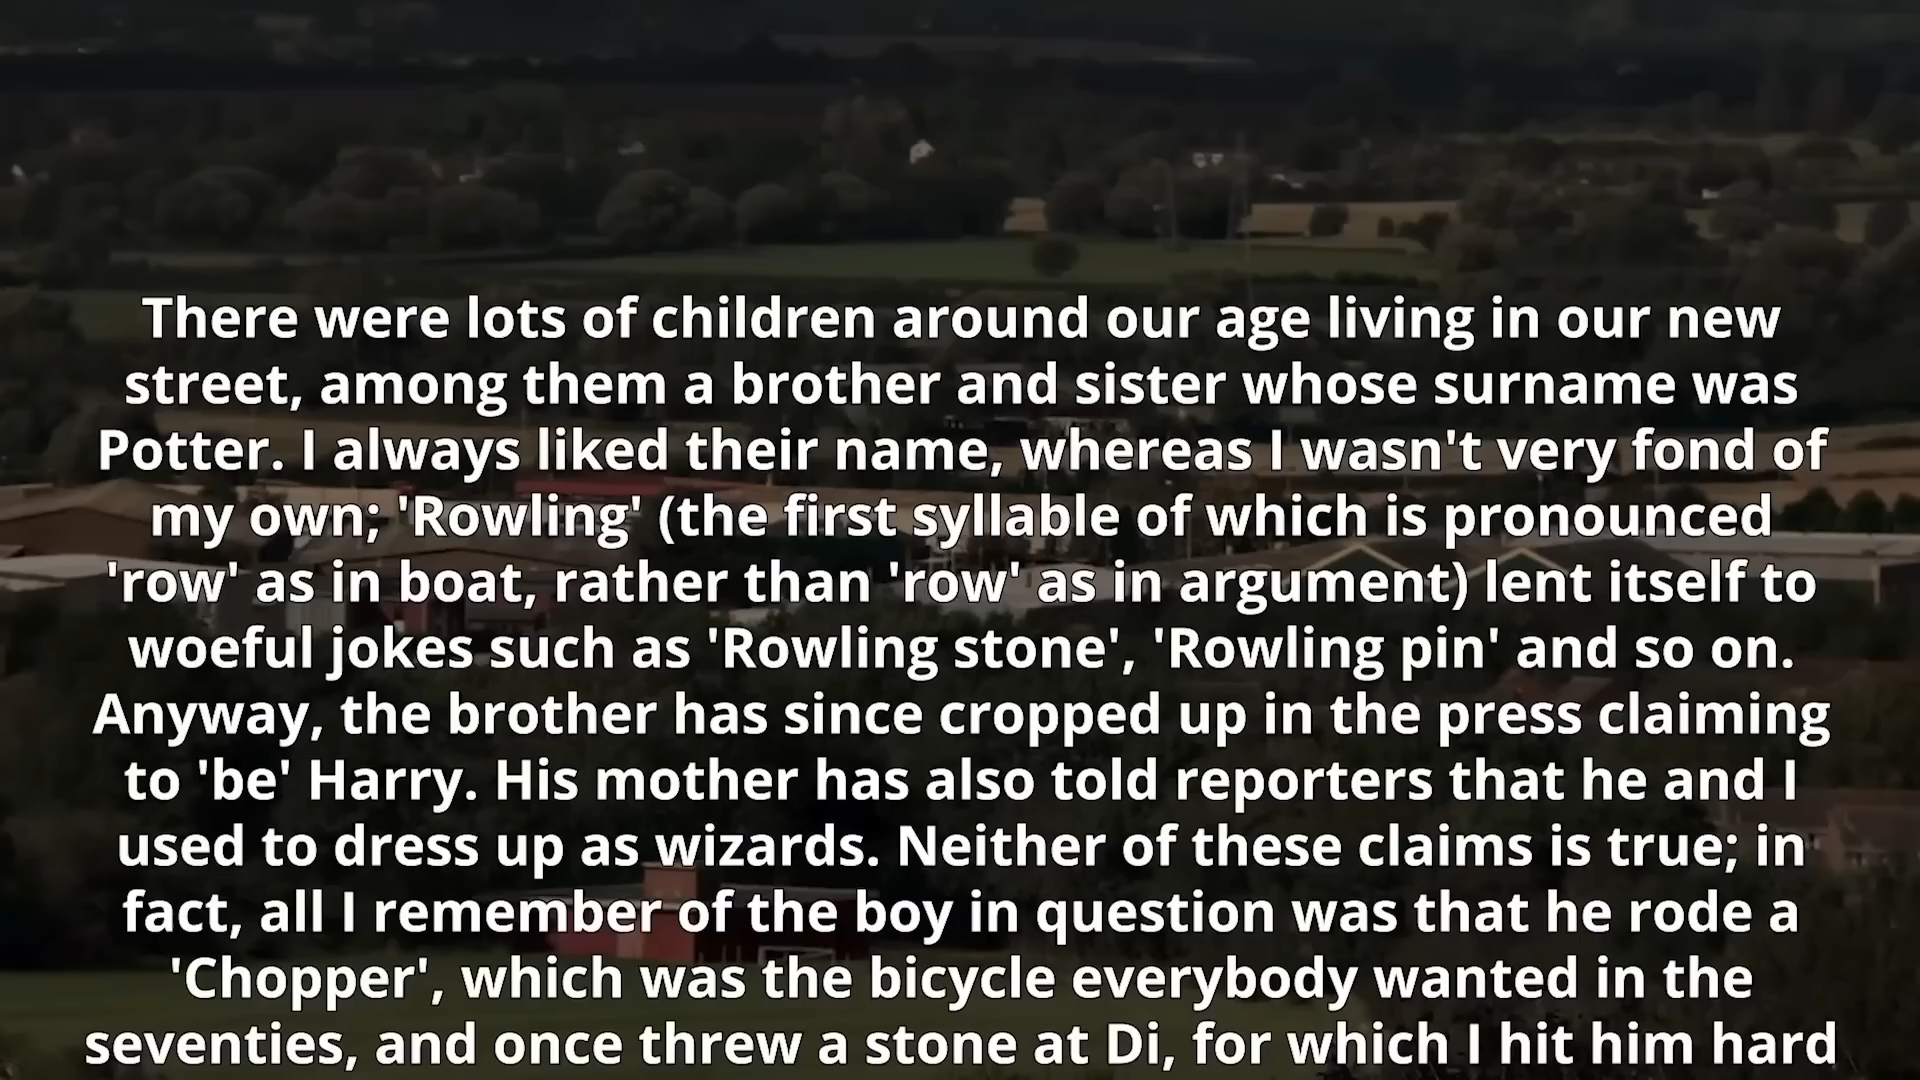 There were lots of children around our age living in our new
street, among them a brother and sister whose surname was
Potter. I always liked their name, whereas I wasn't very fond of
my own; 'Rowling' (the first syllable of which is pronounced
'row' as in boat, rather than 'row' as in argument) lent itself to
woeful jokes such as 'Rowling stone', 'Rowling pin' and so on.
Anyway, the brother has since cropped up in the press claiming
to 'be' Harry. His mother has also told reporters that he and I
used to dress up as wizards. Neither of these claims is true; in
fact, all I remember of the boy in question was that he rode a
'Chopper', which was the bicycle everybody wanted in the
seventies, and once threw a stone at Di, for which I hit him hard